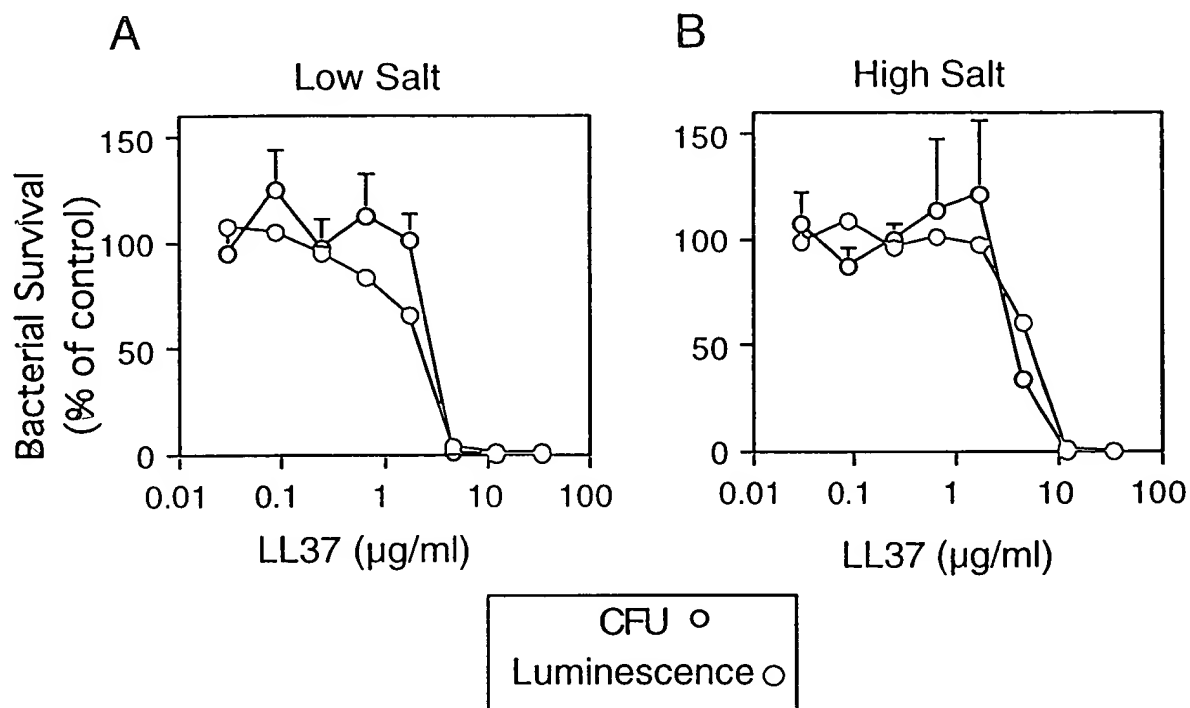 A
Low Salt
Bacterial Survival
(% of control)
150
100
50
0
0.01 0.1 1 10 100
LL37 (µg/ml)
B
High Salt
150
100
50
0
0.01 0.1 1 10 100
LL37 (µg/ml)
CFU
Luminescence